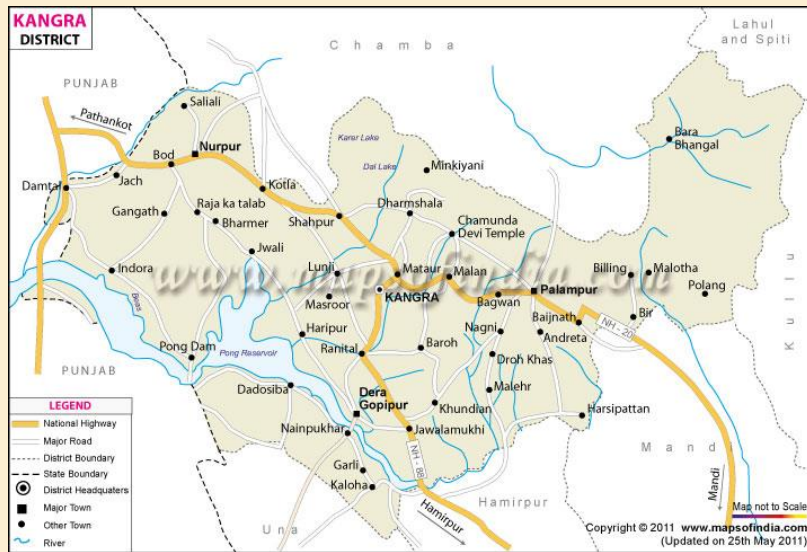 KANGRA
DISTRICT
Chamba
Lahul
and Spiti
PUNJAB
Pathankot
Saliali
Karer Lake
Dal Lake
Bara
Bhangal
Nurpur
Bod
Minkiyani
Damtal
Jach
Kotla
Gangath
Raja ka talab
Bharmer
Shahpur
Dharmshala
Chamunda
Devi Temple
Jwali
Indora
Lunji
Mataur
Malan
Billing
Malotha
www.mapsofindia.com
KANGRA
Palampur
Polang
Beas
Masroor
Bagwan
Kullu
Haripur
Nagni
Baijnath
Bir
NH - 20
Andreta
Pong Dam
Pong Reservoir
Ranital
Baroh
Droh Khas
PUNJAB
Dadosiba
Dera
Gopipur
Malehr
Khundian
Harsipattan
Nainpukhar
Jawalamukhi
Mandi
NH - 88
Garli
Kaloha
Mandi
Una
Hamirpur
Hamirpur
LEGEND
National Highway
Major Road
District Boundary
State Boundary
District Headquaters
Major Town
Other Town
River
Map not to Scale
Copyright © 2011 www.mapsofindia.com
(Updated on 25th May 2011)